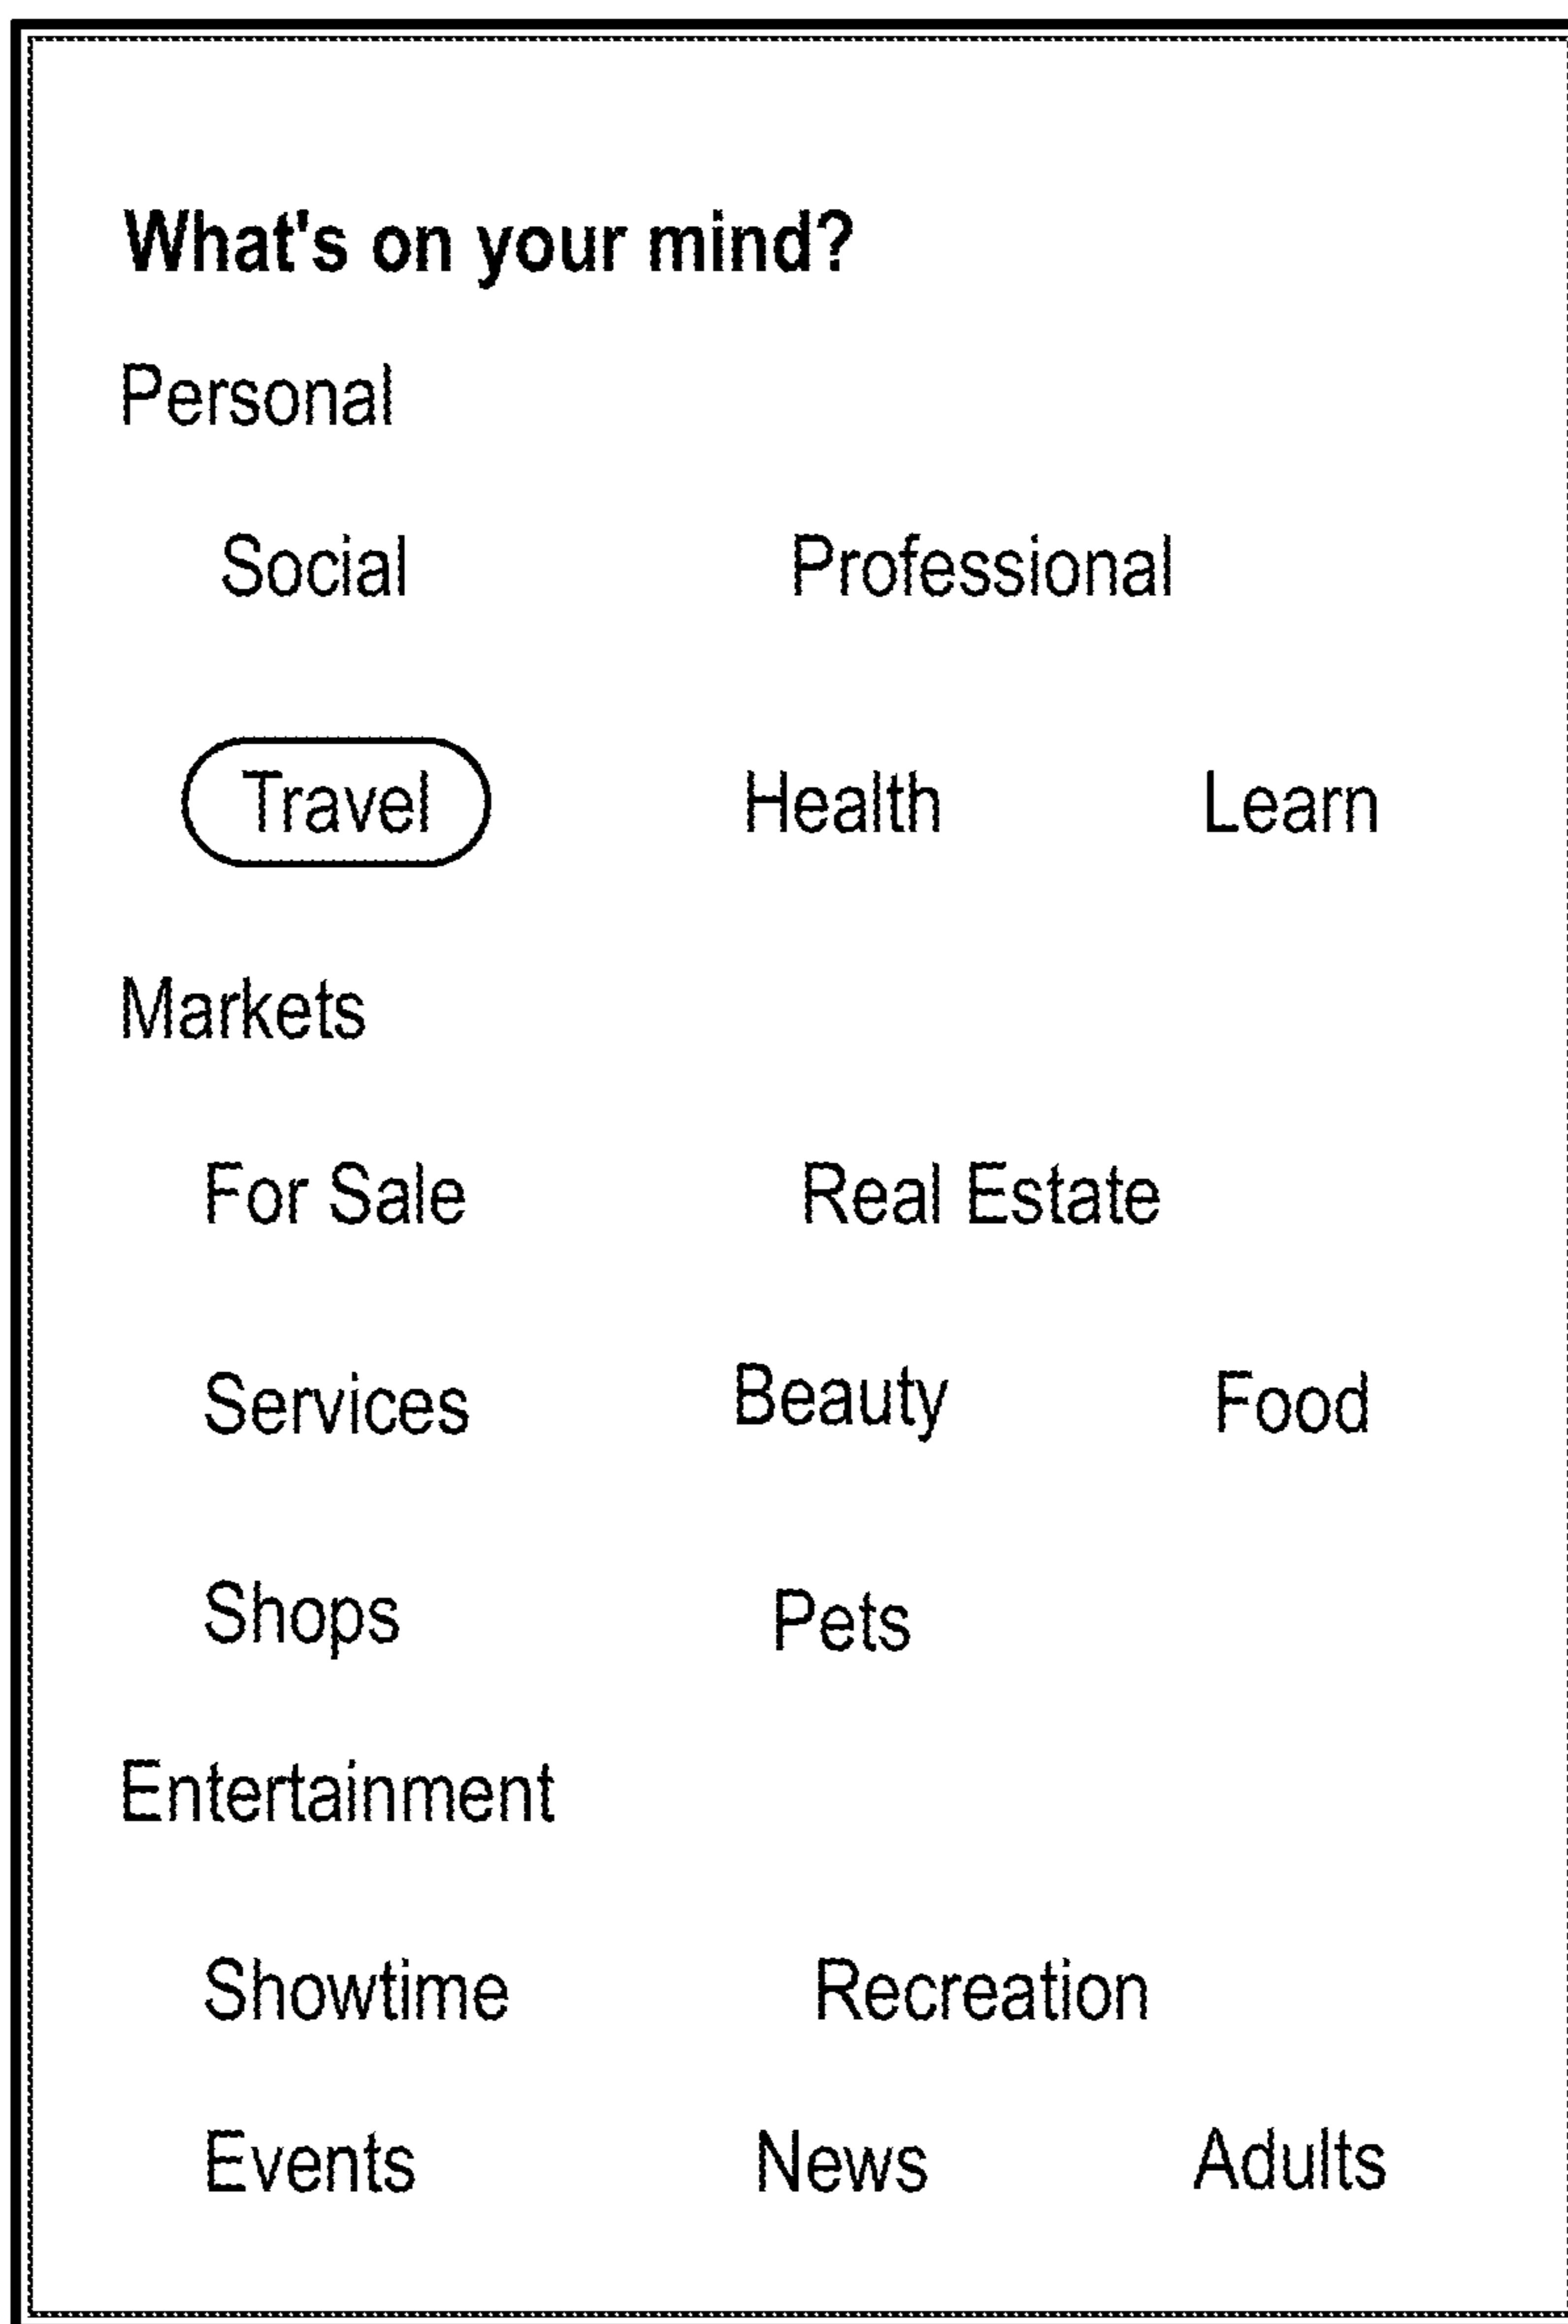 What's on your mind?
Personal
Social Professional
Travel Health Learn
Markets
For Sale Real Estate
Services Beauty Food
Shops Pets
Entertainment
Showtime Recreation
Events News Adults